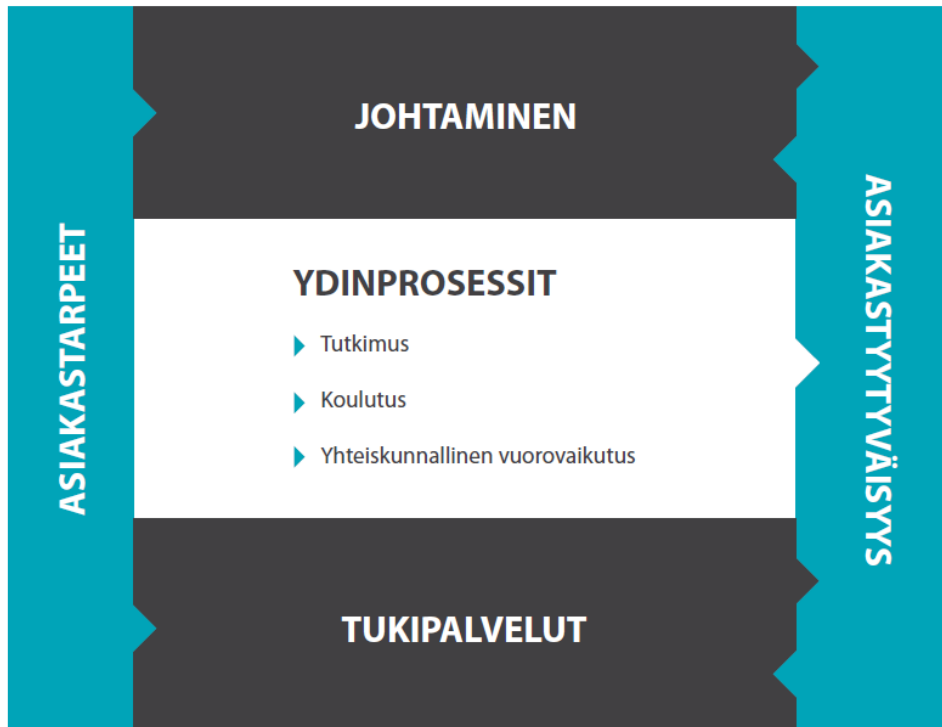 ASIAKASTARPEET
JOHTAMINEN
YDINPROSESSIT
Tutkimus
Koulutus
Yhteiskunnallinen vuorovaikutus
TUKIPALVELUT
ASIAKASTYYTYVÄISYYS